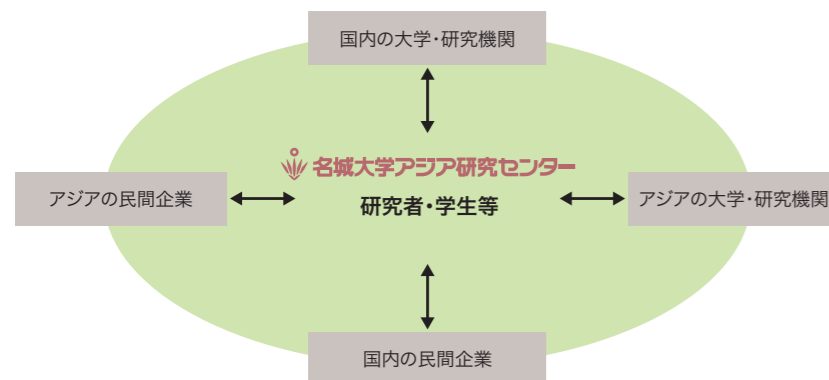 国内の大学・研究機関
名城大学アジア研究センター
アジアの民間企業
研究者・学生等
アジアの大学・研究機関
国内の民間企業